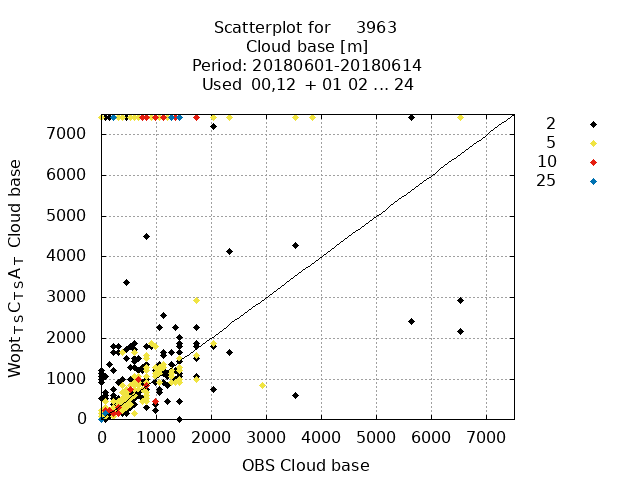 Scatterplot for 3963
Cloud base [m]
Period: 20180601-20180614
Used 00,12 + 01 02 ... 24
7000
6000
5000
4000
3000
2000
1000
0
0 1000 2000 3000 4000 5000 6000 7000
OBS Cloud base
WoptTTSCTTSAT Cloud base
2
5
10
25